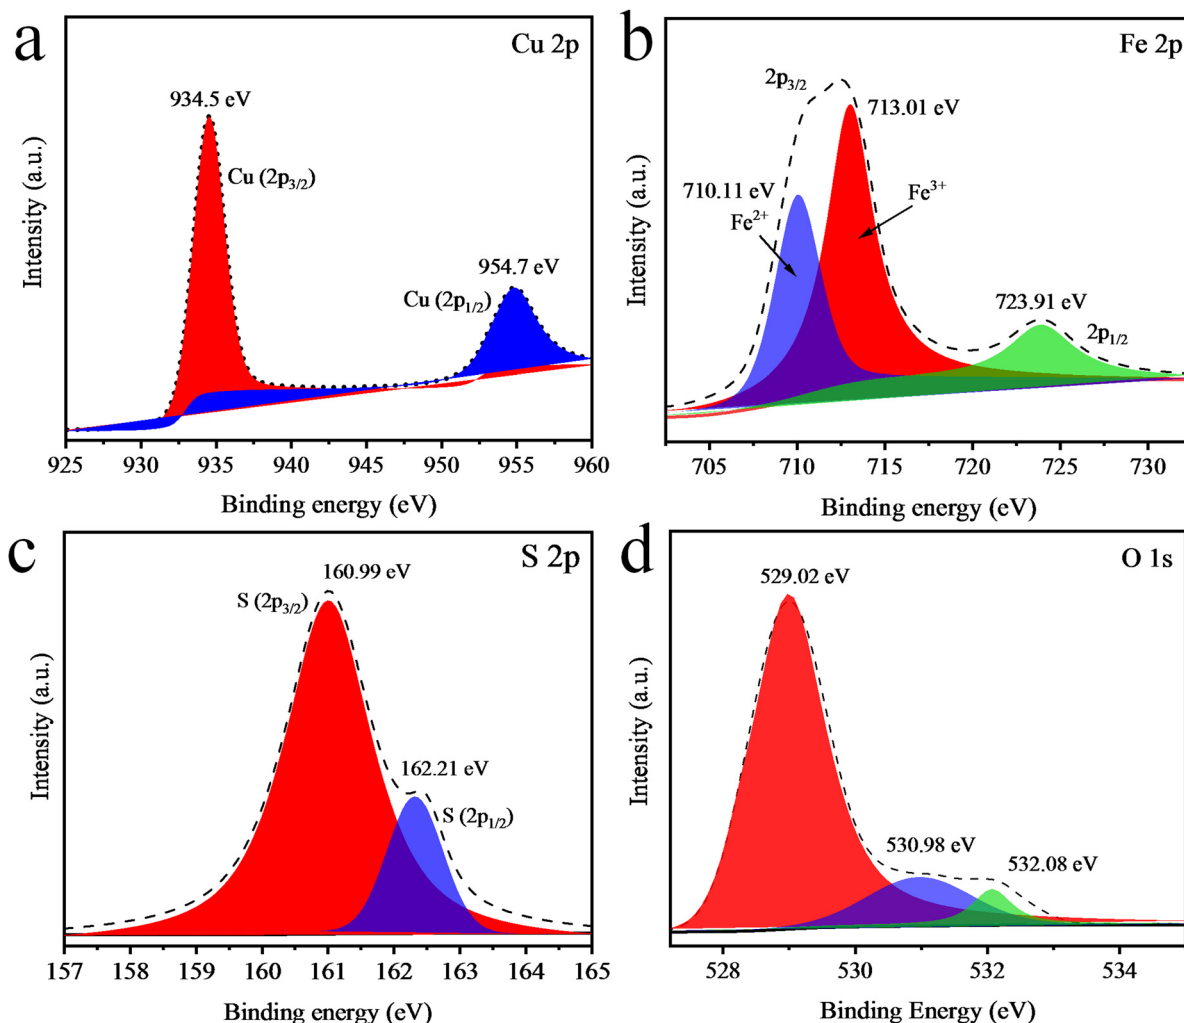 a
Cu 2p
934.5 eV
Cu (2p3/2)
954.7 eV
Cu (2p1/2)
Intensity (a.u.)
925 930 935 940 945 950 955 960
Binding energy (eV)
b
Fe 2p
2p3/2
713.01 eV
710.11 eV
Fe2+
Fe3+
723.91 eV
2p1/2
Intensity (a.u.)
705 710 715 720 725 730
Binding energy (eV)
c
S 2p
160.99 eV
S (2p3/2)
162.21 eV
S (2p1/2)
Intensity (a.u.)
157 158 159 160 161 162 163 164 165
Binding energy (eV)
d
O 1s
529.02 eV
530.98 eV
532.08 eV
Intensity (a.u.)
528 530 532 534
Binding Energy (eV)